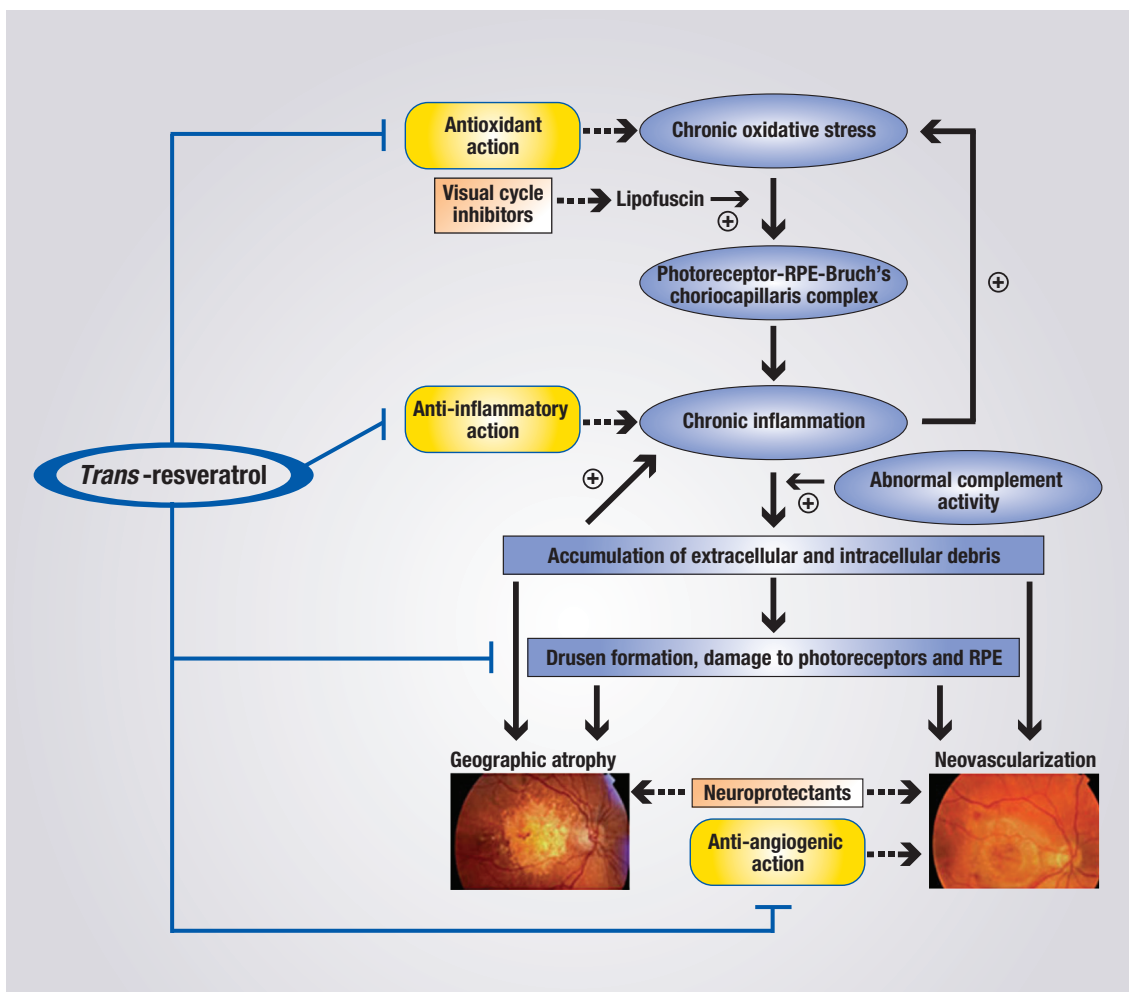 Antioxidant
action
Chronic oxidative stress
Visual cycle
inhibitors
Lipofuscin
+
Photoreceptor-RPE-Bruch's
choriocapillaris complex
+
Anti-inflammatory
action
Chronic inflammation
Trans-resveratrol
+
+
Abnormal complement
activity
Accumulation of extracellular and intracellular debris
Drusen formation, damage to photoreceptors and RPE
Geographic atrophy
Neovascularization
Neuroprotectants
Anti-angiogenic
action